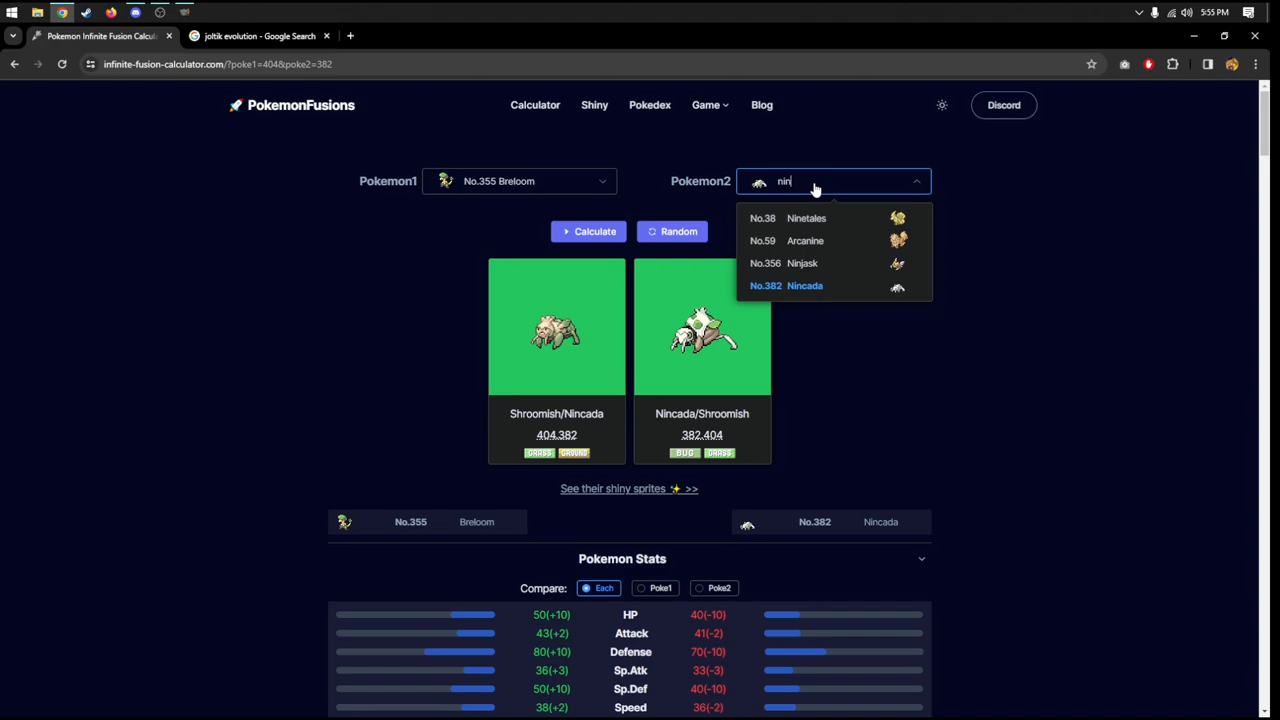 5:55 PM
Pokemon Infinite Fusion Calcula
joltik evolution - Google Search
infinite-fusion-calculator.com/?poke1=404&poke2=382
PokemonFusions
Calculator Shiny Pokedex Game Blog
Discord
Pokemon1 No.355 Breloom
Pokemon2 nin
No.38 Ninetales
No.59 Arcanine
No.356 Ninjask
No.382 Nincada
Calculate Random
Shroomish/Nincada
404.382
GRASS GROUND
Nincada/Shroomish
382.404
BUG GRASS
See their shiny sprites ✨ >>
No.355 Breloom
No.382 Nincada
Pokemon Stats
Compare: Each Poke1 Poke2
50(+10) HP 40(-10)
43(+2) Attack 41(-2)
80(+10) Defense 70(-10)
36(+3) Sp.Atk 33(-3)
50(+10) Sp.Def 40(-10)
38(+2) Speed 36(-2)